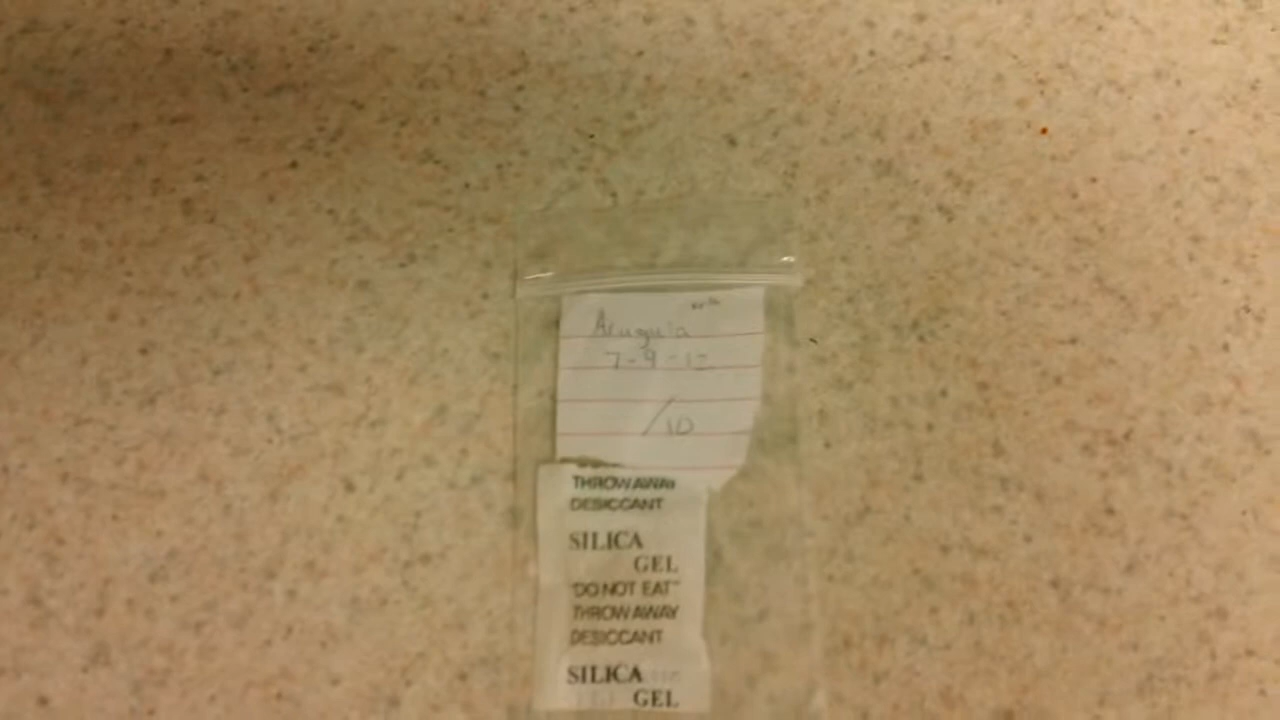 Arugula
7-9-12
/10
THROW AWAY
DESICCANT
SILICA
GEL
"DO NOT EAT"
THROW AWAY
DESICCANT
SILICA
GEL